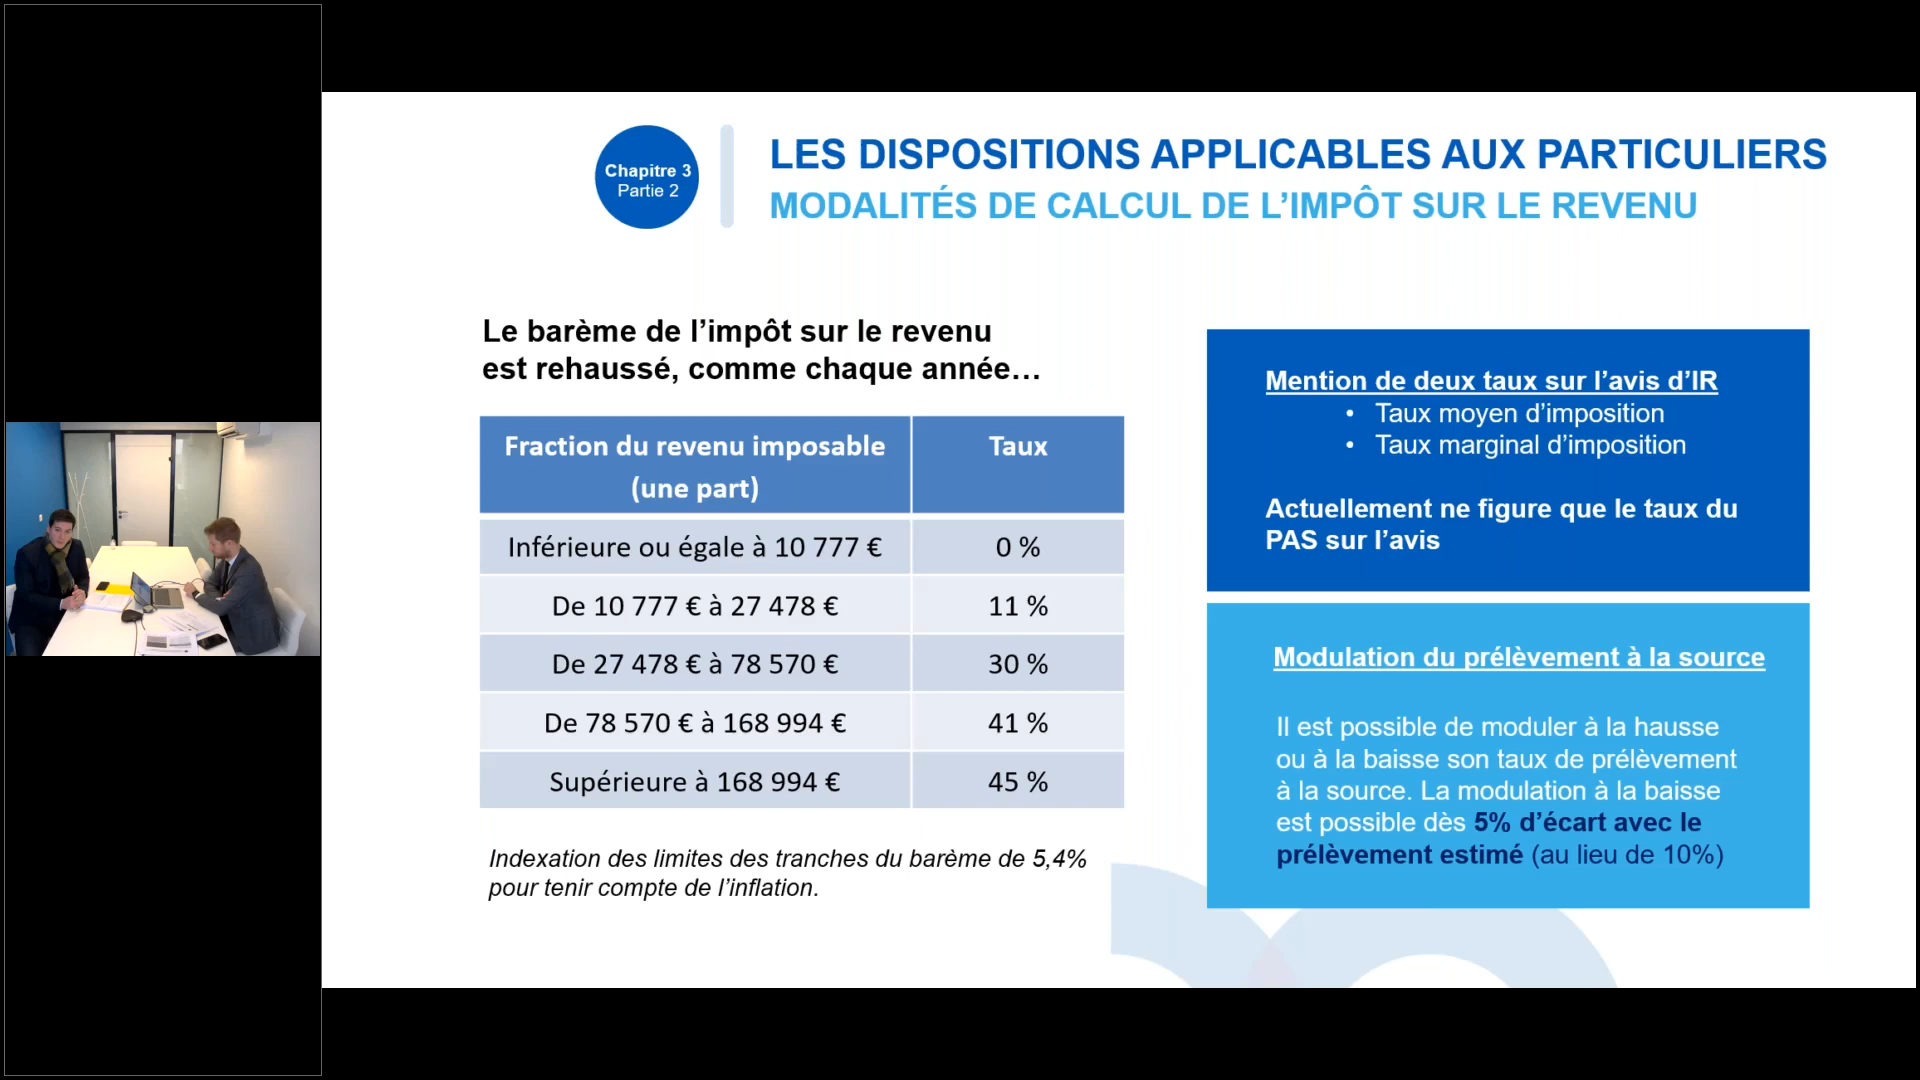 Chapitre 3
Partie 2
LES DISPOSITIONS APPLICABLES AUX PARTICULIERS
MODALITÉS DE CALCUL DE L’IMPÔT SUR LE REVENU
Le barème de l’impôt sur le revenu
est rehaussé, comme chaque année…
Fraction du revenu imposable
(une part)
Taux
Inférieure ou égale à 10 777 €
0 %
De 10 777 € à 27 478 €
11 %
De 27 478 € à 78 570 €
30 %
De 78 570 € à 168 994 €
41 %
Supérieure à 168 994 €
45 %
Indexation des limites des tranches du barème de 5,4%
pour tenir compte de l’inflation.
Mention de deux taux sur l’avis d’IR
• Taux moyen d’imposition
• Taux marginal d’imposition
Actuellement ne figure que le taux du
PAS sur l’avis
Modulation du prélèvement à la source
Il est possible de moduler à la hausse
ou à la baisse son taux de prélèvement
à la source. La modulation à la baisse
est possible dès 5% d’écart avec le
prélèvement estimé (au lieu de 10%)